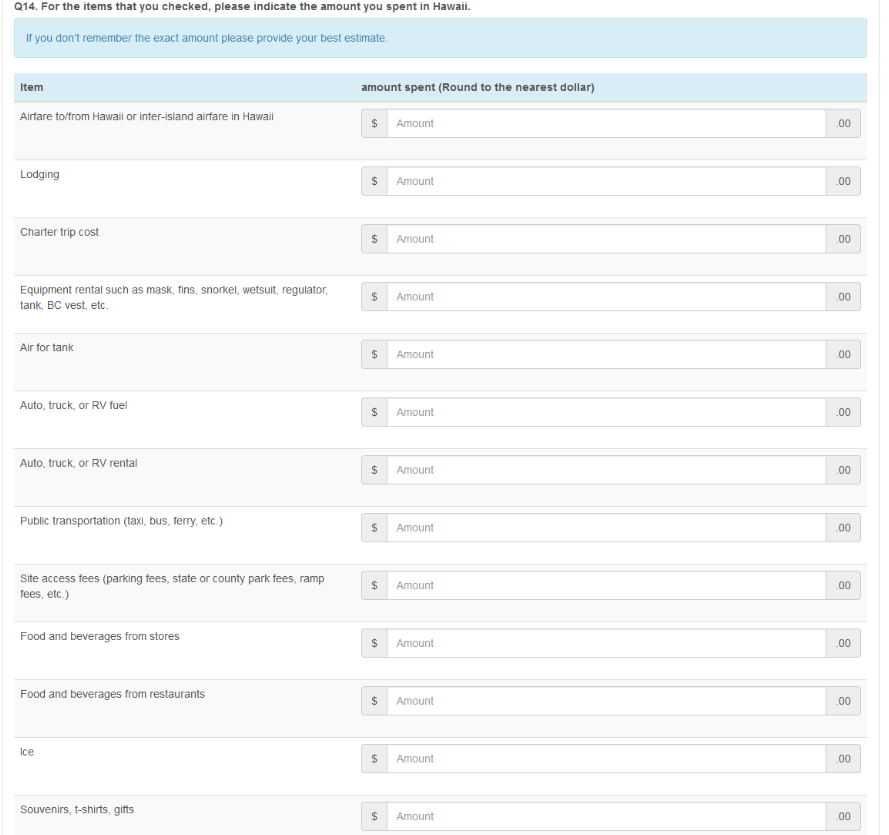 Q14. For the items that you checked, please indicate the amount you spent in Hawaii.
If you don't remember the exact amount please provide your best estimate.
Item amount spent (Round to the nearest dollar)
Airfare to/from Hawaii or inter-island airfare in Hawaii $ Amount .00
Lodging $ Amount .00
Charter trip cost $ Amount .00
Equipment rental such as mask, fins, snorkel, wetsuit, regulator, $ Amount .00
tank, BC vest, etc.
Air for tank $ Amount .00
Auto, truck, or RV fuel $ Amount .00
Auto, truck, or RV rental $ Amount .00
Public transportation (taxi, bus, ferry, etc.) $ Amount .00
Site access fees (parking fees, state or county park fees, ramp $ Amount .00
fees, etc.)
Food and beverages from stores $ Amount .00
Food and beverages from restaurants $ Amount .00
Ice $ Amount .00
Souvenirs, t-shirts, gifts $ Amount .00